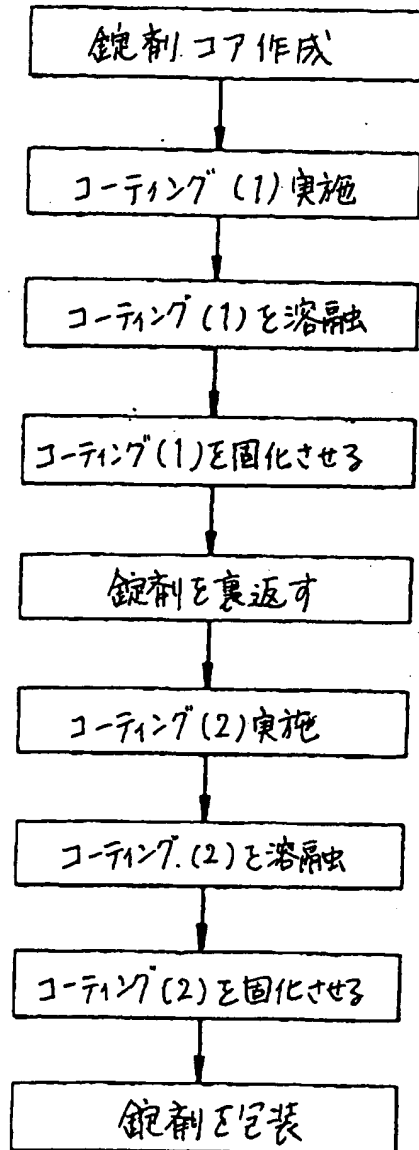 錠剤コア作成
コーティング(1)実施
コーティング(1)を溶融
コーティング(1)を固化させる
錠剤を裏返す
コーティング(2)実施
コーティング(2)を溶融
コーティング(2)を固化させる
錠剤を包装